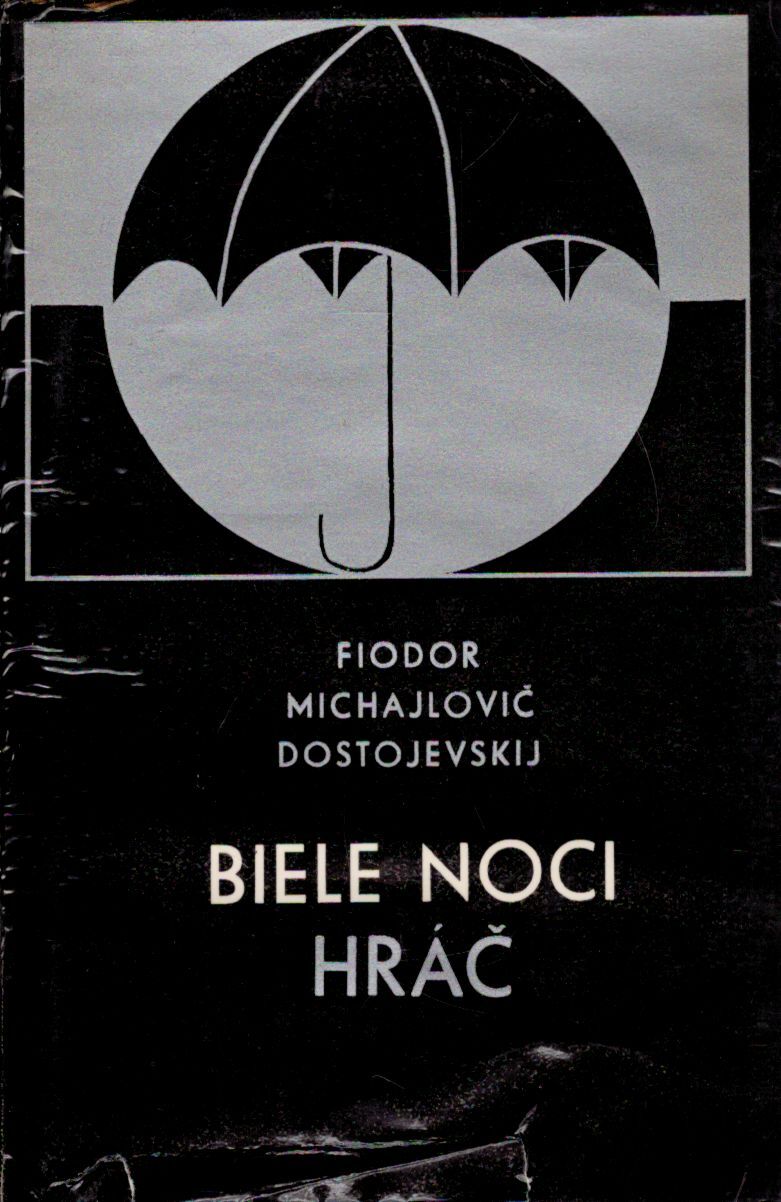 FIODOR
MICHAJLOVIČ
DOSTOJEVSKIJ
BIELE NOCI
HRÁČ